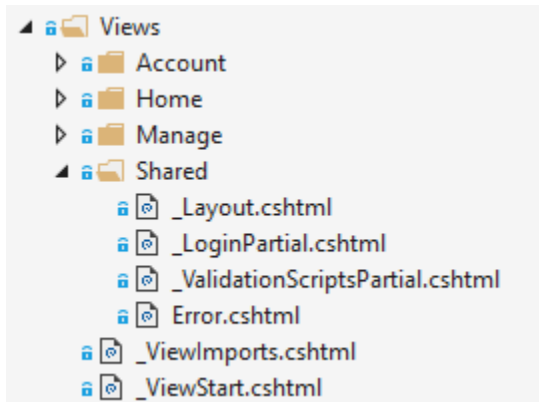 Views
Account
Home
Manage
Shared
_Layout.cshtml
_LoginPartial.cshtml
_ValidationScriptsPartial.cshtml
Error.cshtml
_ViewImports.cshtml
_ViewStart.cshtml